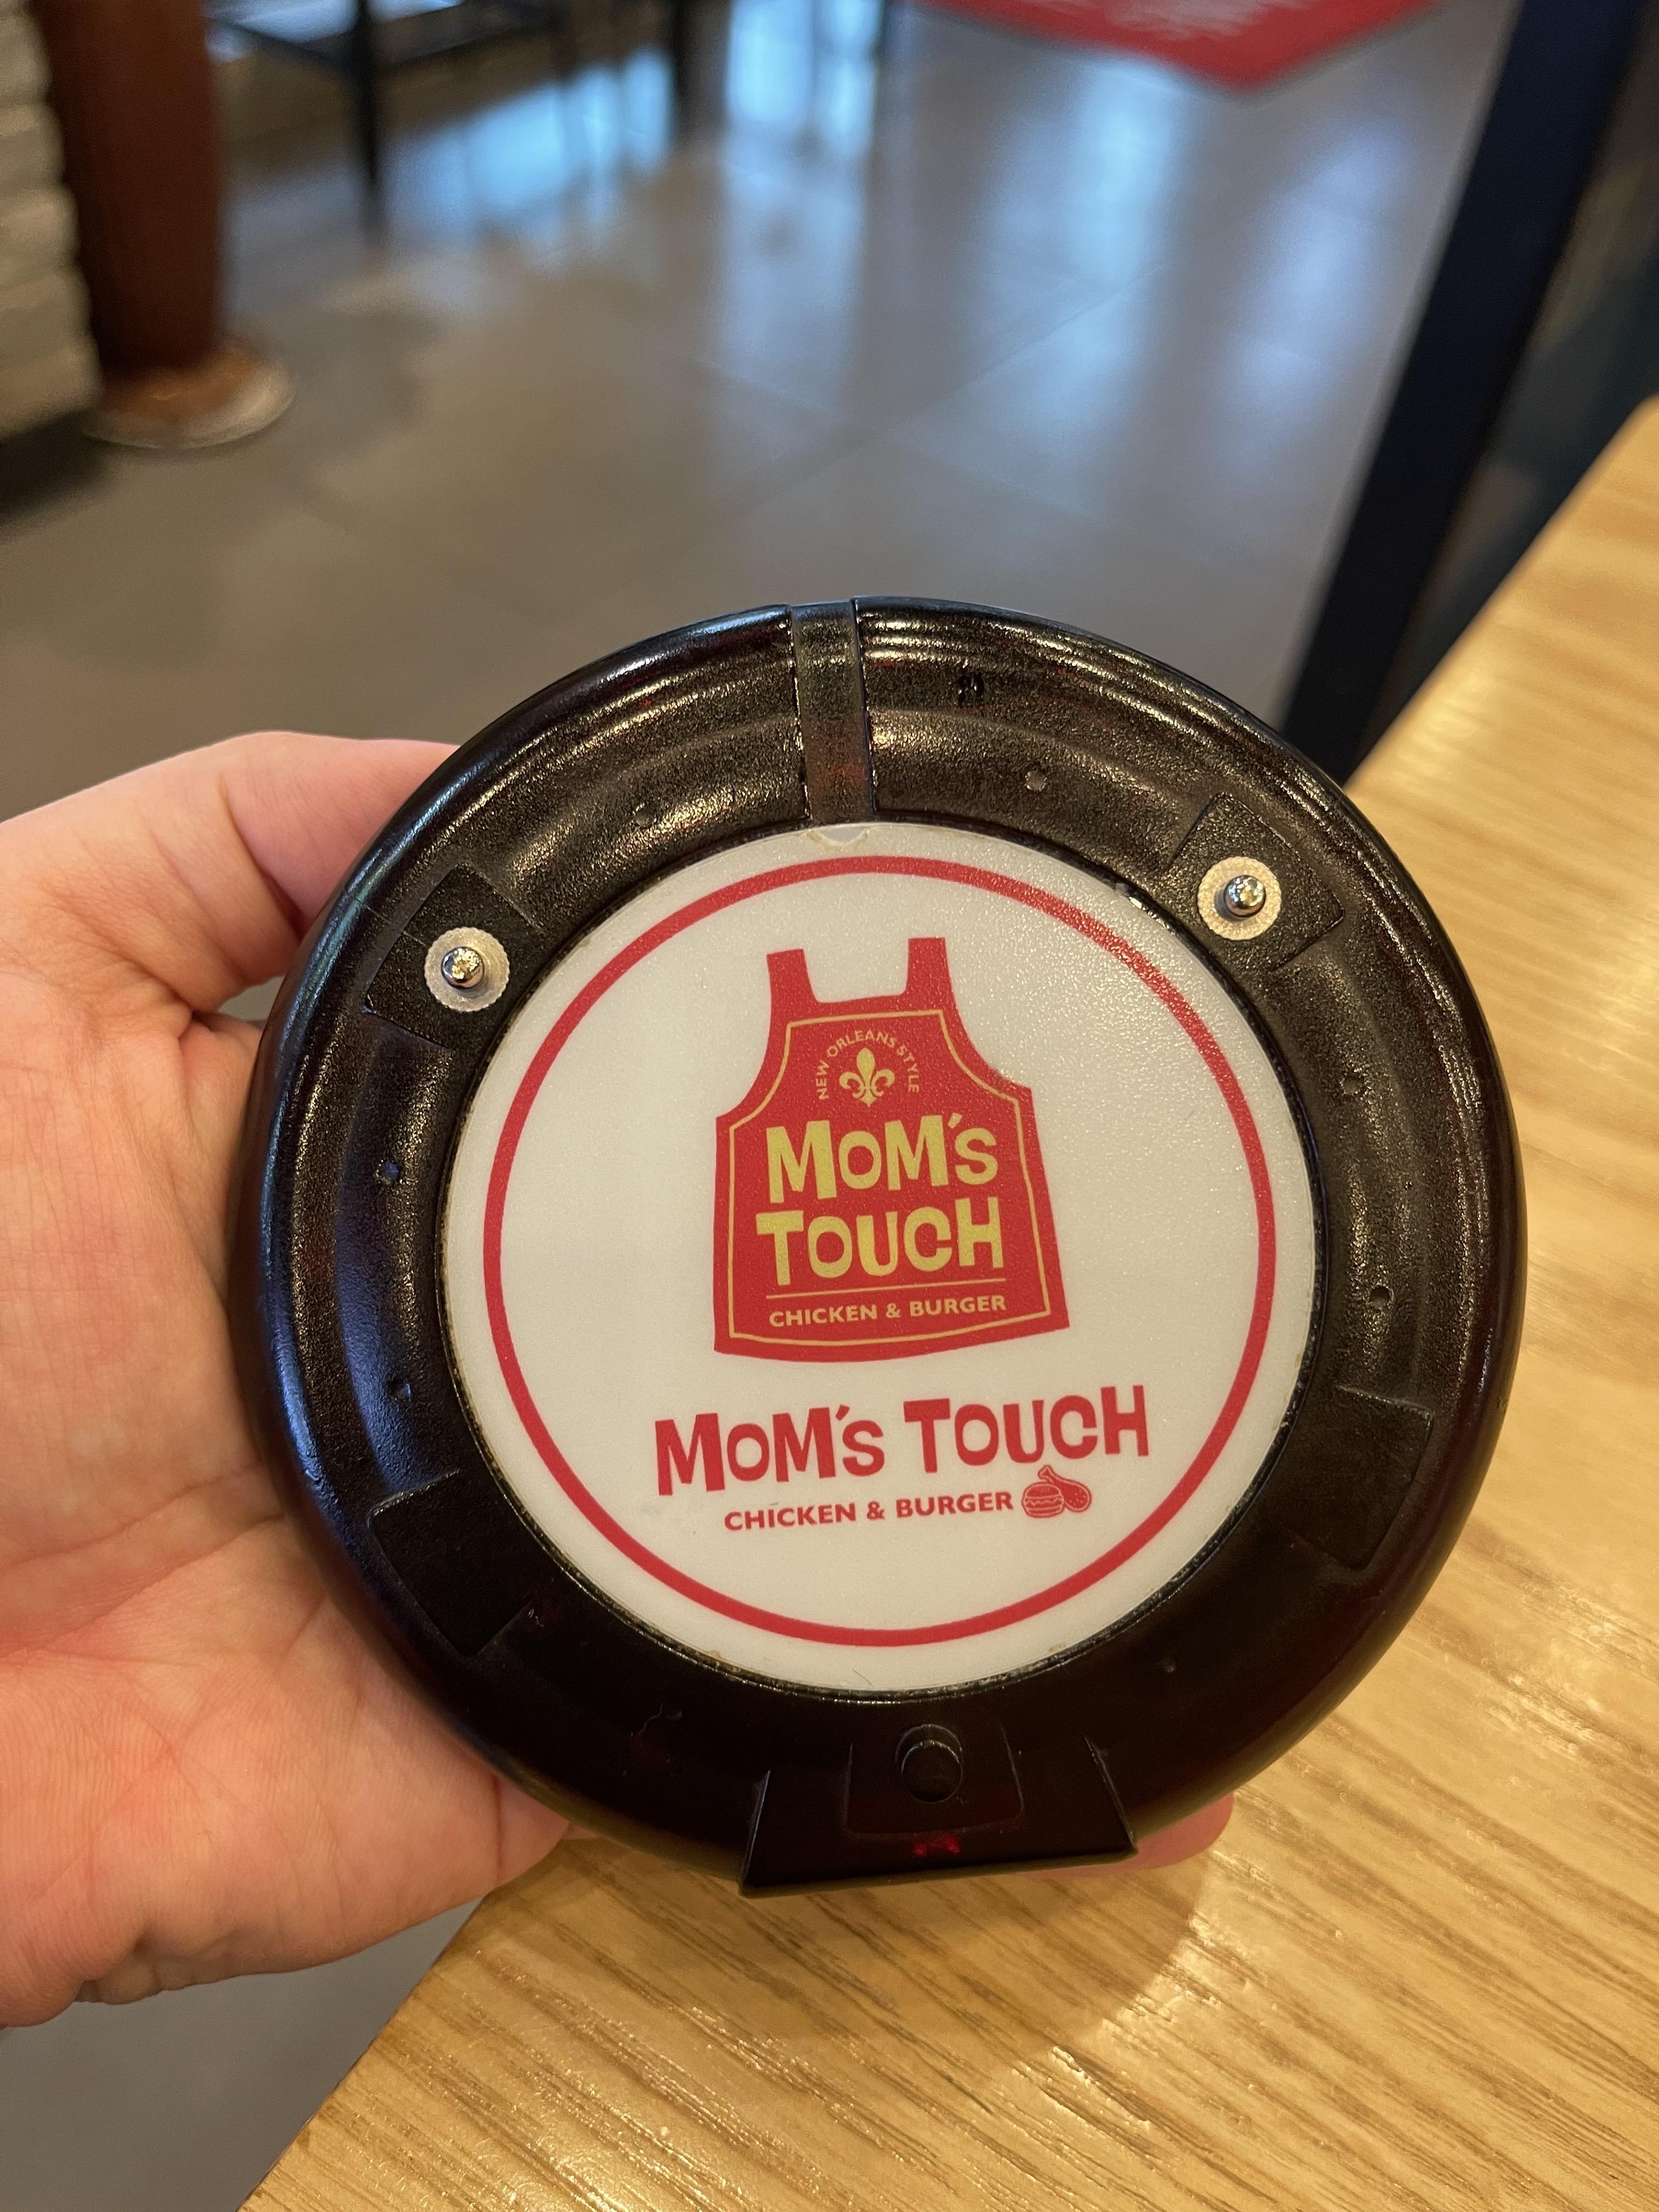 NEW ORLEANS STYLE
MOM'S
TOUCH
CHICKEN & BURGER
MOM'S TOUCH
CHICKEN & BURGER